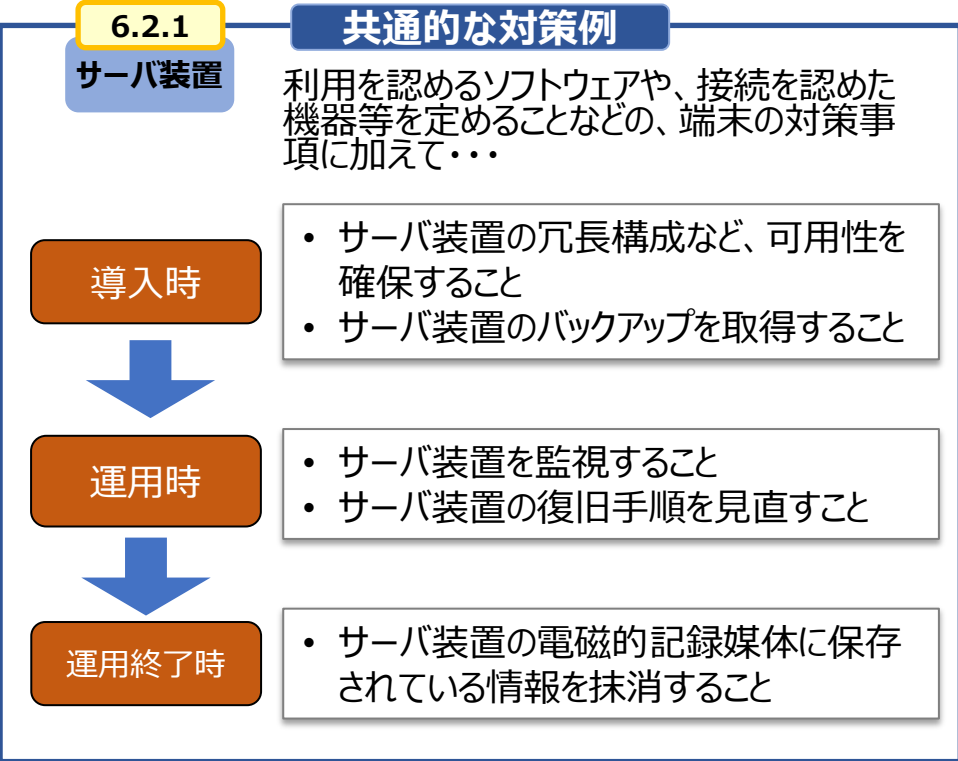 6.2.1
サーバ装置
共通的な対策例
利用を認めるソフトウェアや、接続を認めた
機器等を定めることなどの、端末の対策事
項に加えて・・・
導入時
• サーバ装置の冗長構成など、可用性を
確保すること
• サーバ装置のバックアップを取得すること
運用時
• サーバ装置を監視すること
• サーバ装置の復旧手順を見直すこと
運用終了時
• サーバ装置の電磁的記録媒体に保存
されている情報を抹消すること